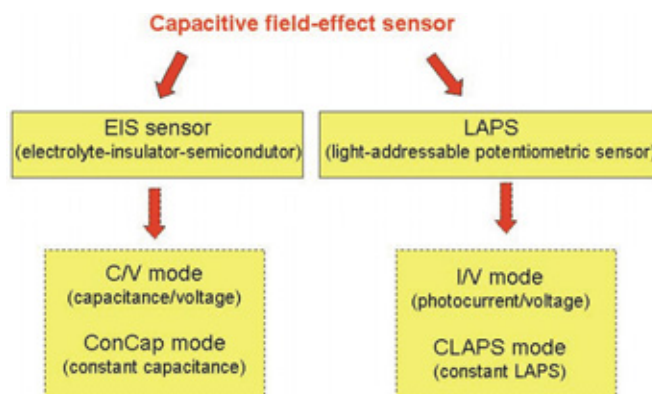 Capacitive field-effect sensor
EIS sensor
(electrolyte-insulator-semicondutor)
LAPS
(light-addressable potentiometric sensor)
C/V mode
(capacitance/voltage)
ConCap mode
(constant capacitance)
I/V mode
(photocurrent/voltage)
CLAPS mode
(constant LAPS)